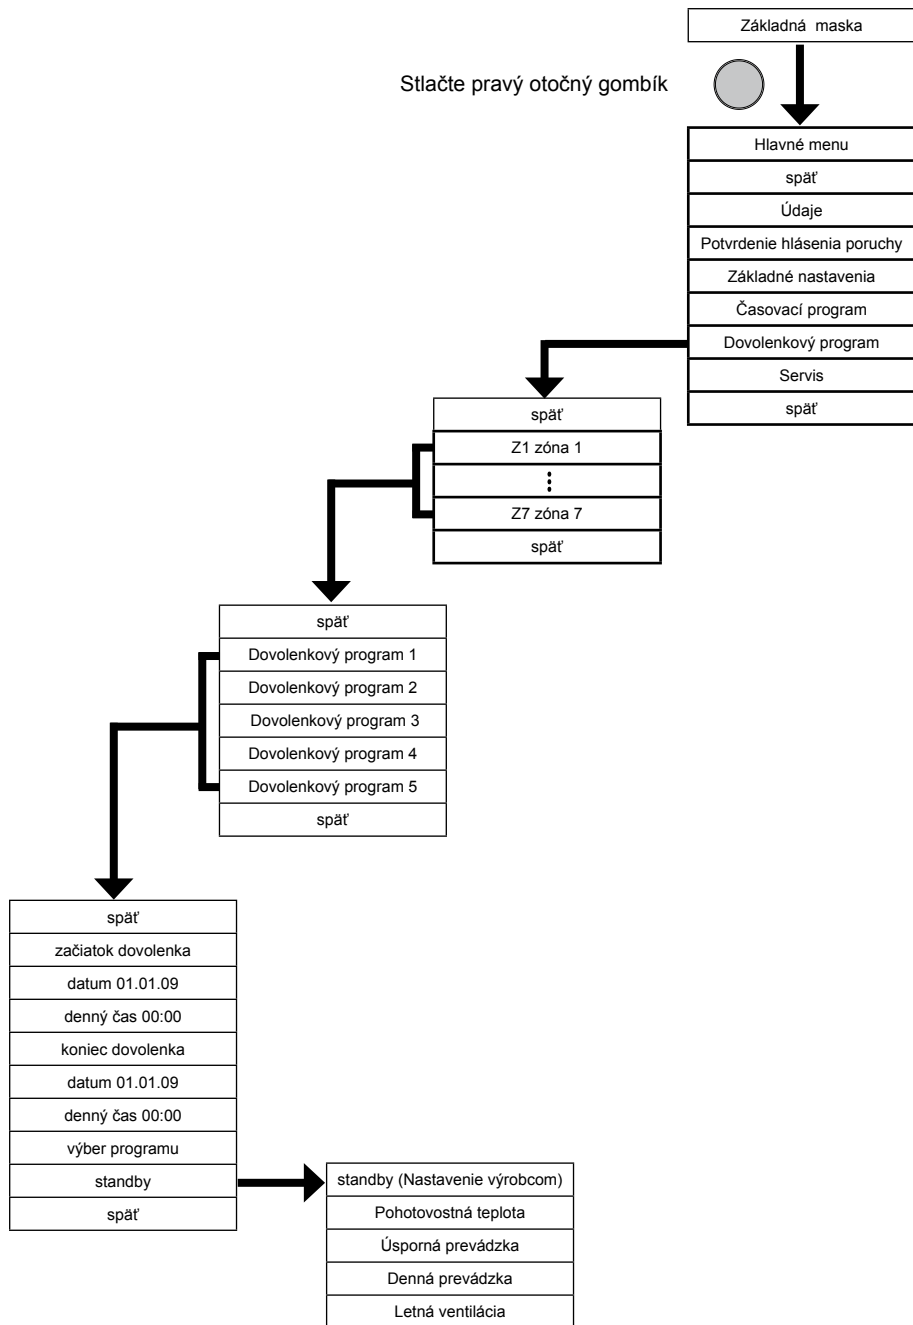 Základná maska
Stlačte pravý otočný gombík
Hlavné menu
späť
Údaje
Potvrdenie hlásenia poruchy
Základné nastavenia
Časovací program
Dovolenkový program
Servis
späť
späť
Z1 zóna 1
Z7 zóna 7
späť
späť
Dovolenkový program 1
Dovolenkový program 2
Dovolenkový program 3
Dovolenkový program 4
Dovolenkový program 5
späť
späť
začiatok dovolenka
datum 01.01.09
denný čas 00:00
koniec dovolenka
datum 01.01.09
denný čas 00:00
výber programu
standby
späť
standby (Nastavenie výrobcom)
Pohotovostná teplota
Úsporná prevádzka
Denná prevádzka
Letná ventilácia